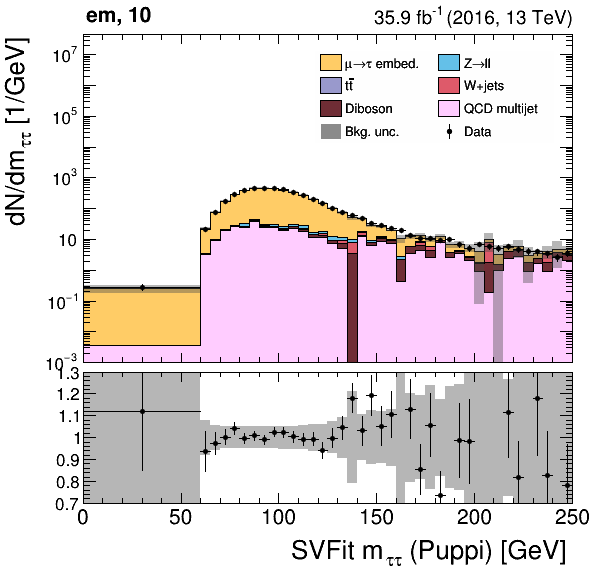 em, 10
35.9 fb⁻¹ (2016, 13 TeV)
dN/dm_ττ [1/GeV]
10⁷
10⁵
10³
10
10⁻¹
10⁻³
μ→τ embed.
Z→ll
tt̄
W+jets
Diboson
QCD multijet
Bkg. unc.
Data
1.3
1.2
1.1
1
0.9
0.8
0.7
0
50
100
150
200
250
SVFit m_ττ (Puppi) [GeV]